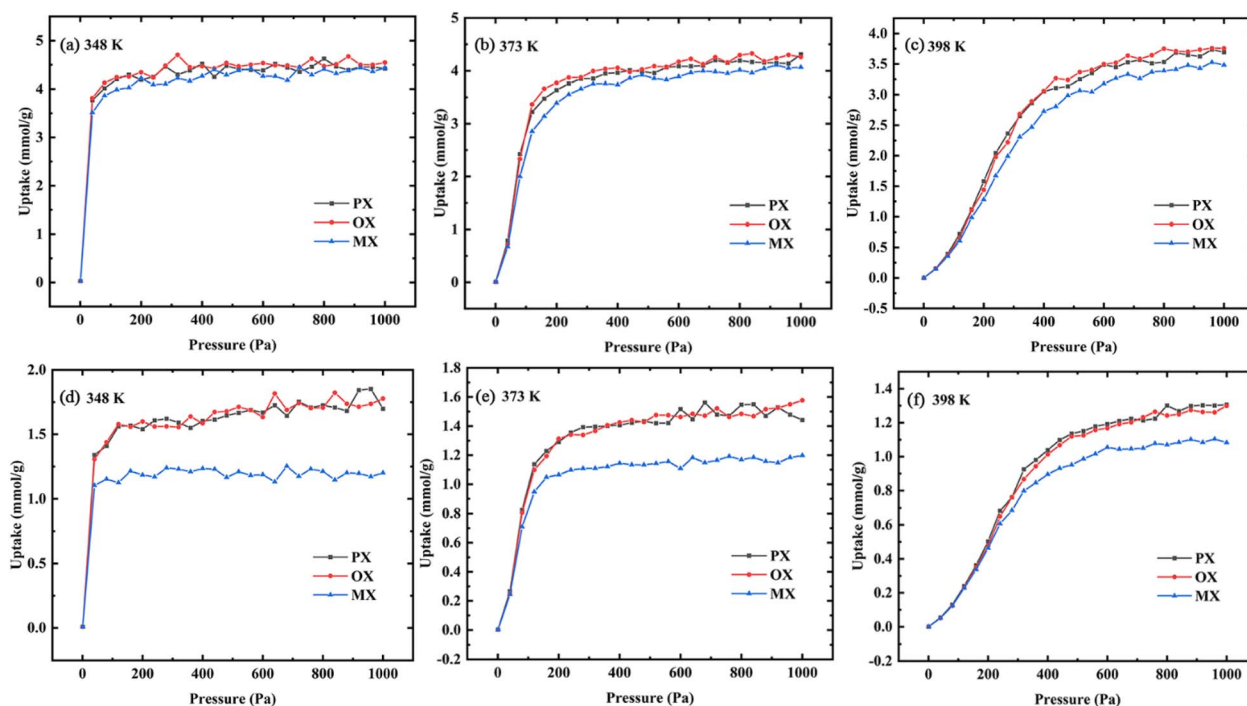 (a) 348 K
5
4
3
2
1
0
Uptake (mmol/g)
PX
OX
MX
0 200 400 600 800 1000
Pressure (Pa)
(b) 373 K
5
4
3
2
1
0
Uptake (mmol/g)
PX
OX
MX
0 200 400 600 800 1000
Pressure (Pa)
(c) 398 K
3.75
3.5
3.0
2.5
2.0
1.5
1.0
0.5
0.0
-0.5
Uptake (mmol/g)
PX
OX
MX
0 200 400 600 800 1000
Pressure (Pa)
(d) 348 K
2.0
1.5
1.0
0.5
0.0
Uptake (mmol/g)
PX
OX
MX
0 200 400 600 800 1000
Pressure (Pa)
(e) 373 K
1.8
1.6
1.4
1.2
1.0
0.8
0.6
0.4
0.2
0.0
-0.2
Uptake (mmol/g)
PX
OX
MX
0 200 400 600 800 1000
Pressure (Pa)
(f) 398 K
1.4
1.2
1.0
0.8
0.6
0.4
0.2
0.0
-0.2
Uptake (mmol/g)
PX
OX
MX
0 200 400 600 800 1000
Pressure (Pa)